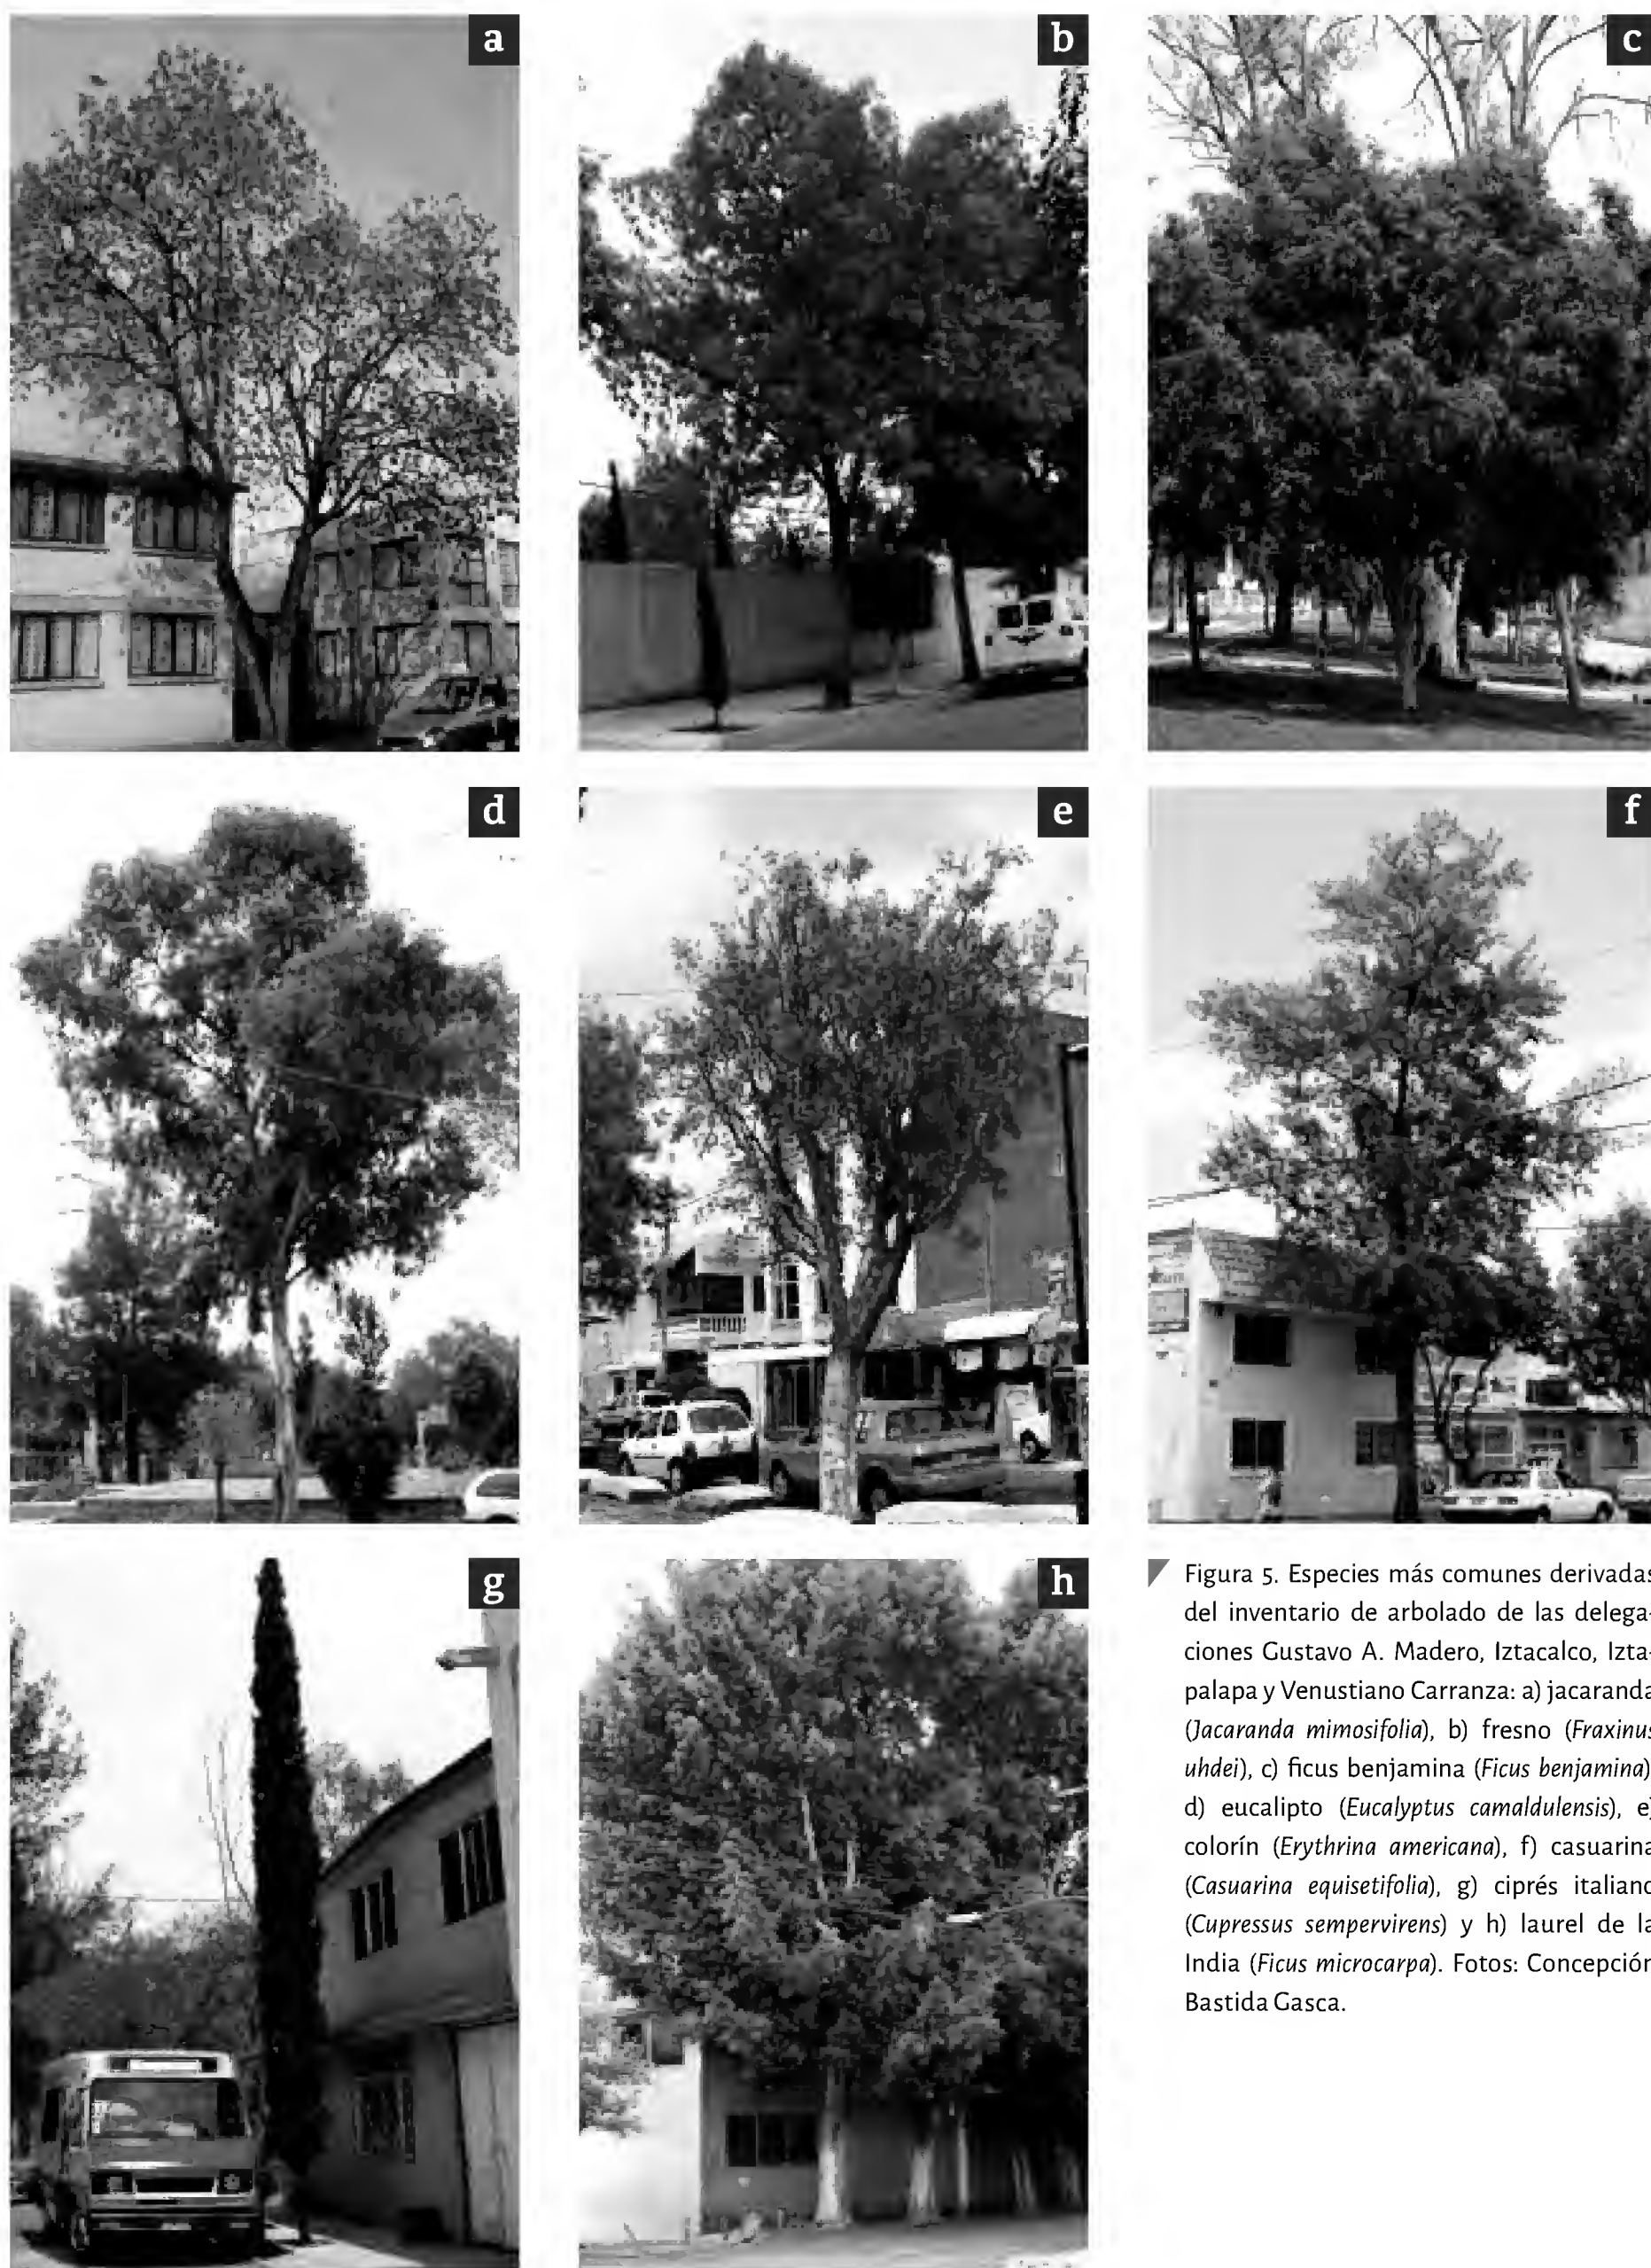 a
b
c
d
e
f
g
h
Figura 5. Especies más comunes derivadas
del inventario de arbolado de las delega-
ciones Gustavo A. Madero, Iztacalco, Izta-
palapa y Venustiano Carranza: a) jacaranda
(Jacaranda mimosifolia), b) fresno (Fraxinus
uhdei), c) ficus benjamina (Ficus benjamina)
d) eucalipto (Eucalyptus camaldulensis), e)
colorín (Erythrina americana), f) casuarina
(Casuarina equisetifolia), g) ciprés italiano
(Cupressus sempervirens) y h) laurel de la
India (Ficus microcarpa). Fotos: Concepción
Bastida Gasca.